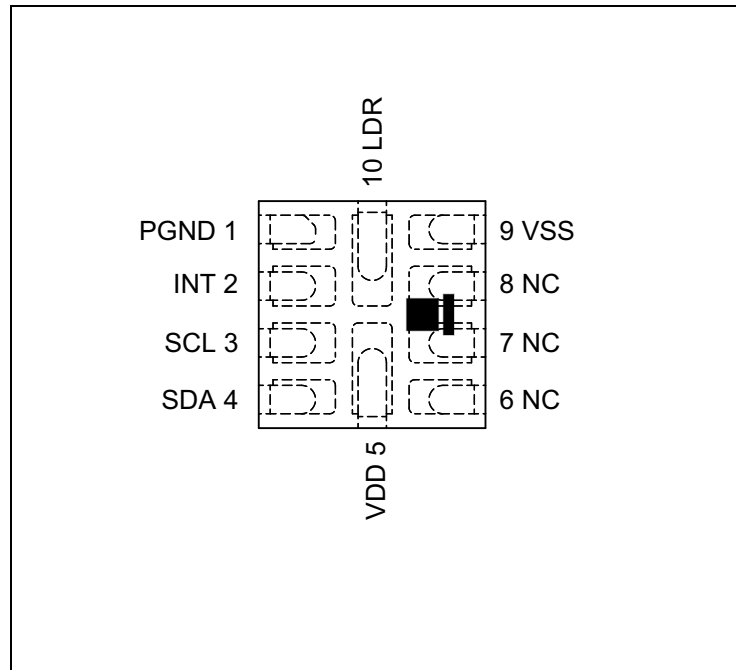 10 LDR
PGND 1
9 VSS
INT 2
8 NC
SCL 3
7 NC
SDA 4
6 NC
VDD 5